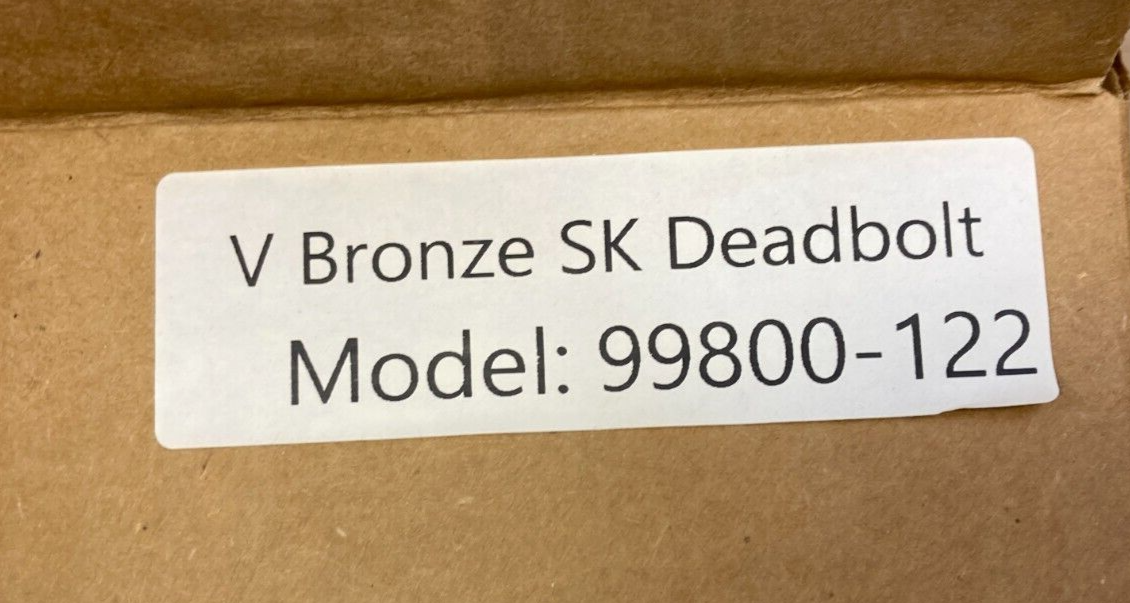 V Bronze SK Deadbolt
Model: 99800-122